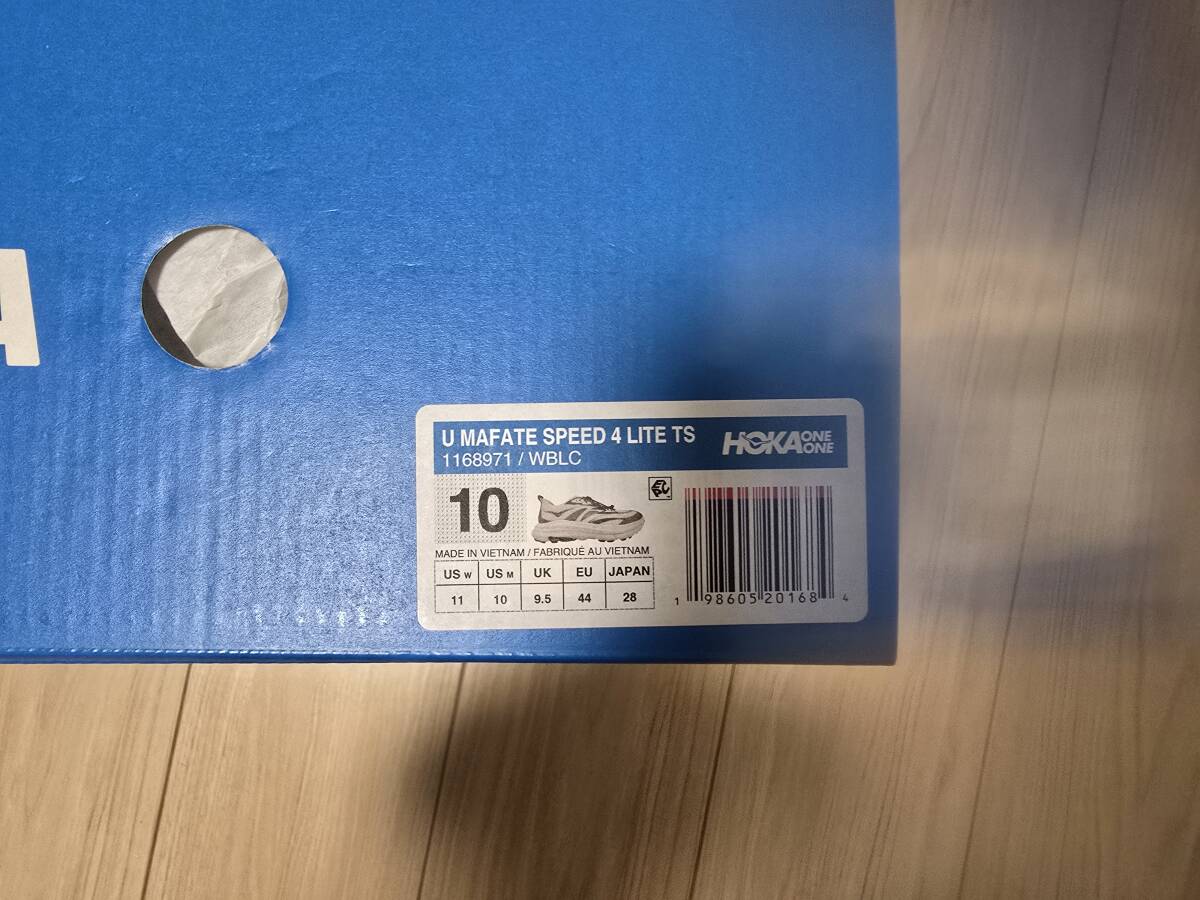 A
U MAFATE SPEED 4 LITE TS
1168971 / WBLC
HOKA ONE ONE
10
MADE IN VIETNAM / FABRIQUÉ AU VIETNAM
US W US M UK EU JAPAN
11 10 9.5 44 28
1 98605 20168 4